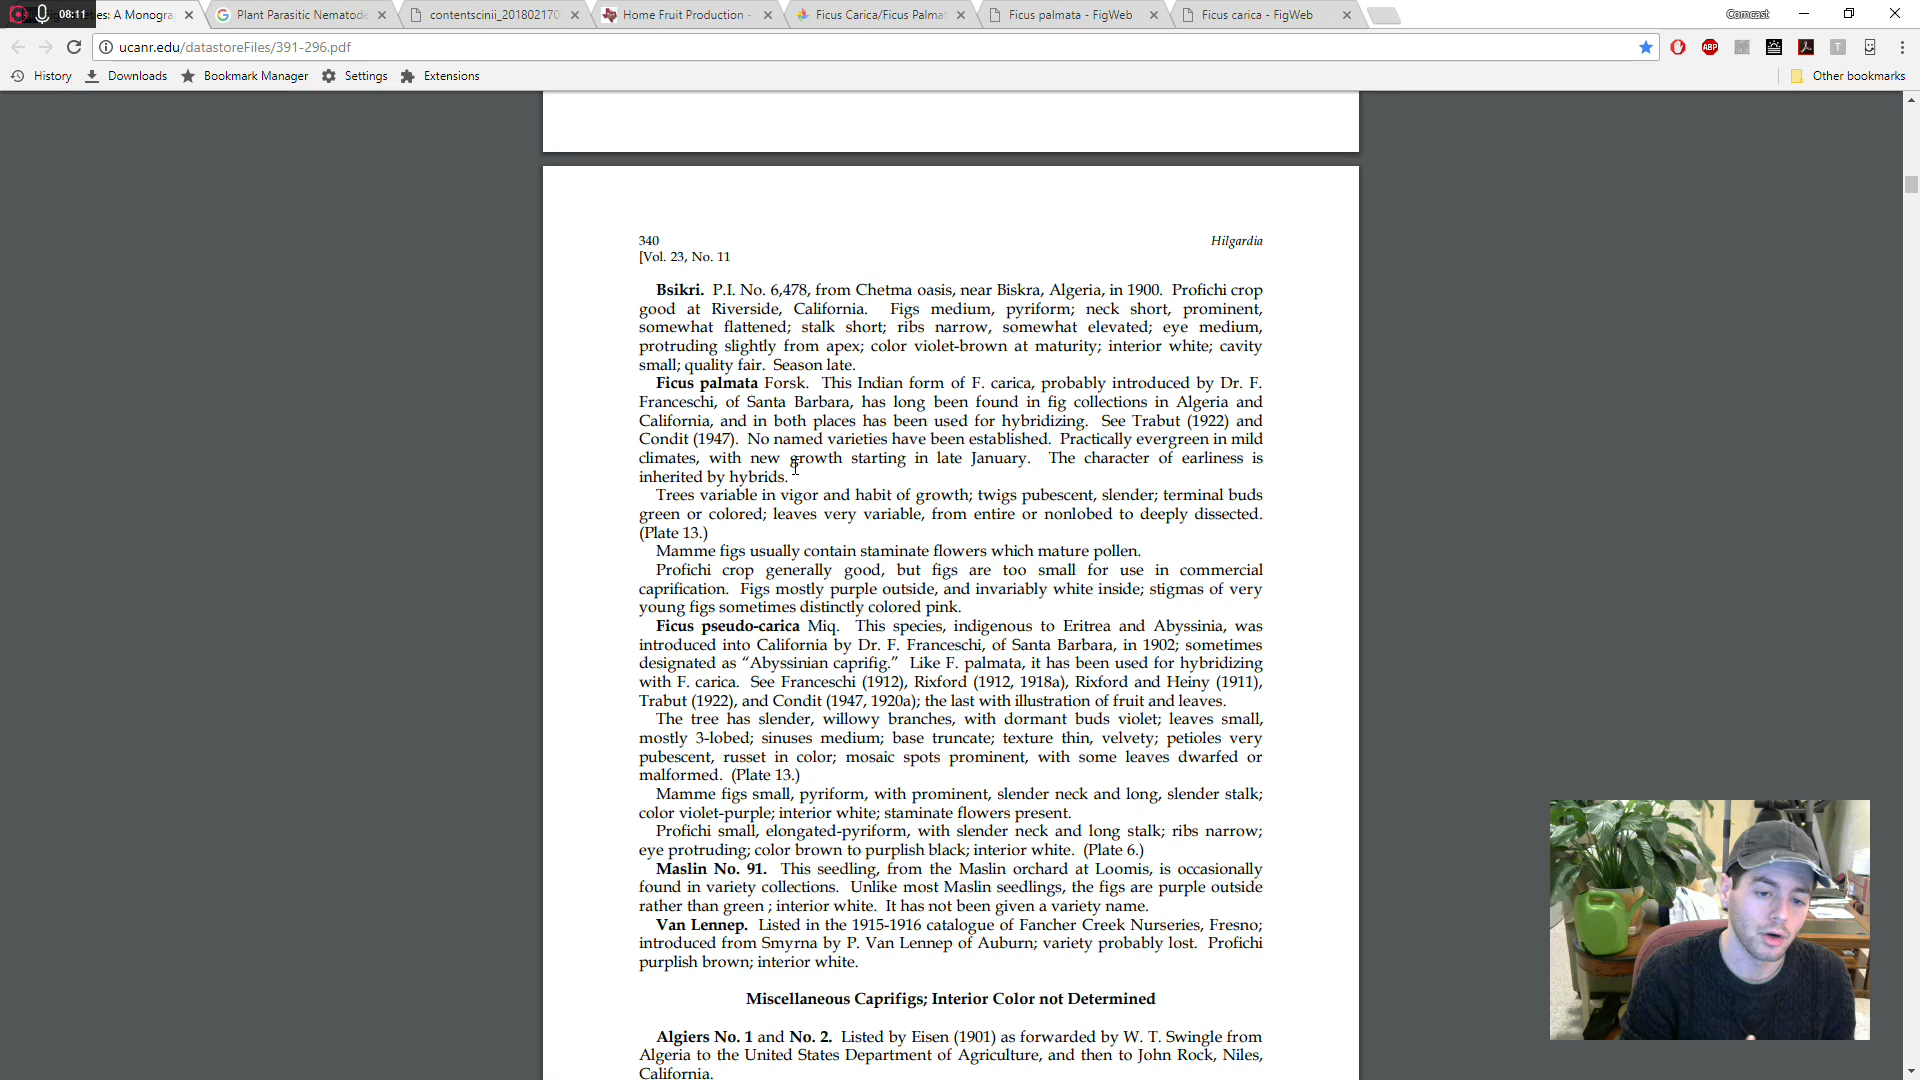 08:11
ties: A Monogra
Plant Parasitic Nematode
contentscinii_20180217 0
Home Fruit Production -
Ficus Carica/Ficus Palmat
Ficus palmata - FigWeb
Ficus carica - FigWeb
Comcast
ucanr.edu/datastoreFiles/391-296.pdf
ABP
T
History
Downloads
Bookmark Manager
Settings
Extensions
Other bookmarks
340
Hilgardia
[Vol. 23, No. 11
Bsikri. P.I. No. 6,478, from Chetma oasis, near Biskra, Algeria, in 1900. Profichi crop
good at Riverside, California. Figs medium, pyriform; neck short, prominent,
somewhat flattened; stalk short; ribs narrow, somewhat elevated; eye medium,
protruding slightly from apex; color violet-brown at maturity; interior white; cavity
small; quality fair. Season late.
Ficus palmata Forsk. This Indian form of F. carica, probably introduced by Dr. F.
Franceschi, of Santa Barbara, has long been found in fig collections in Algeria and
California, and in both places has been used for hybridizing. See Trabut (1922) and
Condit (1947). No named varieties have been established. Practically evergreen in mild
climates, with new growth starting in late January. The character of earliness is
inherited by hybrids.
Trees variable in vigor and habit of growth; twigs pubescent, slender; terminal buds
green or colored; leaves very variable, from entire or nonlobed to deeply dissected.
(Plate 13.)
Mamme figs usually contain staminate flowers which mature pollen.
Profichi crop generally good, but figs are too small for use in commercial
caprification. Figs mostly purple outside, and invariably white inside; stigmas of very
young figs sometimes distinctly colored pink.
Ficus pseudo-carica Miq. This species, indigenous to Eritrea and Abyssinia, was
introduced into California by Dr. F. Franceschi, of Santa Barbara, in 1902; sometimes
designated as “Abyssinian caprifig.” Like F. palmata, it has been used for hybridizing
with F. carica. See Franceschi (1912), Rixford (1912, 1918a), Rixford and Heiny (1911),
Trabut (1922), and Condit (1947, 1920a); the last with illustration of fruit and leaves.
The tree has slender, willowy branches, with dormant buds violet; leaves small,
mostly 3-lobed; sinuses medium; base truncate; texture thin, velvety; petioles very
pubescent, russet in color; mosaic spots prominent, with some leaves dwarfed or
malformed. (Plate 13.)
Mamme figs small, pyriform, with prominent, slender neck and long, slender stalk;
color violet-purple; interior white; staminate flowers present.
Profichi small, elongated-pyriform, with slender neck and long stalk; ribs narrow;
eye protruding; color brown to purplish black; interior white. (Plate 6.)
Maslin No. 91. This seedling, from the Maslin orchard at Loomis, is occasionally
found in variety collections. Unlike most Maslin seedlings, the figs are purple outside
rather than green ; interior white. It has not been given a variety name.
Van Lennep. Listed in the 1915-1916 catalogue of Fancher Creek Nurseries, Fresno;
introduced from Smyrna by P. Van Lennep of Auburn; variety probably lost. Profichi
purplish brown; interior white.
Miscellaneous Caprifigs; Interior Color not Determined
Algiers No. 1 and No. 2. Listed by Eisen (1901) as forwarded by W. T. Swingle from
Algeria to the United States Department of Agriculture, and then to John Rock, Niles,
California.